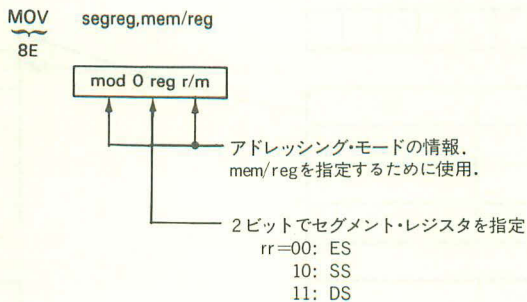 MOV segreg,mem/reg
8E
mod 0 reg r/m
アドレッシング・モードの情報.
mem/regを指定するために使用.
2ビットでセグメント・レジスタを指定
rr=00: ES
10: SS
11: DS